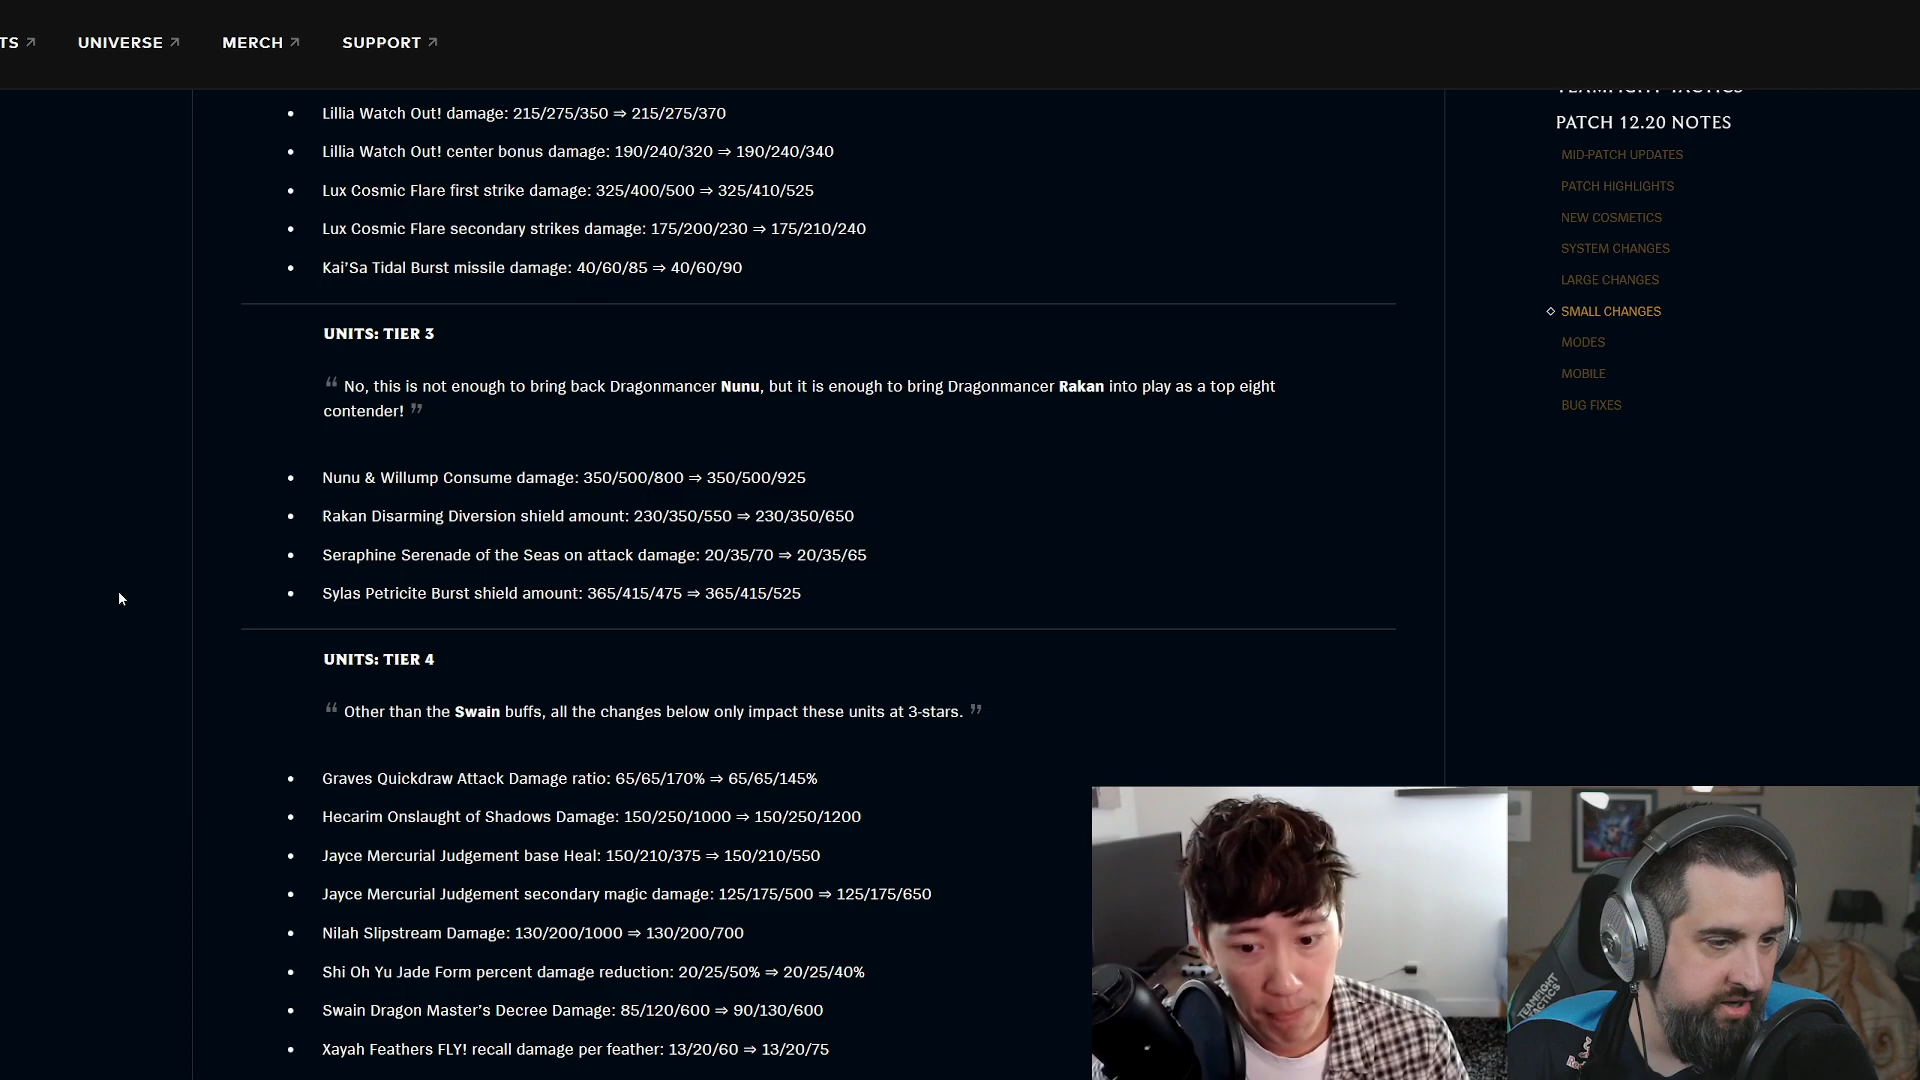 TS
UNIVERSE
MERCH
SUPPORT
Lillia Watch Out! damage: 215/275/350 ⇒ 215/275/370
Lillia Watch Out! center bonus damage: 190/240/320 ⇒ 190/240/340
Lux Cosmic Flare first strike damage: 325/400/500 ⇒ 325/410/525
Lux Cosmic Flare secondary strikes damage: 175/200/230 ⇒ 175/210/240
Kai’Sa Tidal Burst missile damage: 40/60/85 ⇒ 40/60/90
UNITS: TIER 3
“ No, this is not enough to bring back Dragonmancer Nunu, but it is enough to bring Dragonmancer Rakan into play as a top eight
contender! ”
Nunu & Willump Consume damage: 350/500/800 ⇒ 350/500/925
Rakan Disarming Diversion shield amount: 230/350/550 ⇒ 230/350/650
Seraphine Serenade of the Seas on attack damage: 20/35/70 ⇒ 20/35/65
Sylas Petricite Burst shield amount: 365/415/475 ⇒ 365/415/525
UNITS: TIER 4
“ Other than the Swain buffs, all the changes below only impact these units at 3-stars. ”
Graves Quickdraw Attack Damage ratio: 65/65/170% ⇒ 65/65/145%
Hecarim Onslaught of Shadows Damage: 150/250/1000 ⇒ 150/250/1200
Jayce Mercurial Judgement base Heal: 150/210/375 ⇒ 150/210/550
Jayce Mercurial Judgement secondary magic damage: 125/175/500 ⇒ 125/175/650
Nilah Slipstream Damage: 130/200/1000 ⇒ 130/200/700
Shi Oh Yu Jade Form percent damage reduction: 20/25/50% ⇒ 20/25/40%
Swain Dragon Master’s Decree Damage: 85/120/600 ⇒ 90/130/600
Xayah Feathers FLY! recall damage per feather: 13/20/60 ⇒ 13/20/75
TEAMFIGHT TACTICS
PATCH 12.20 NOTES
MID-PATCH UPDATES
PATCH HIGHLIGHTS
NEW COSMETICS
SYSTEM CHANGES
LARGE CHANGES
SMALL CHANGES
MODES
MOBILE
BUG FIXES
TEAMFIGHT
TACTICS